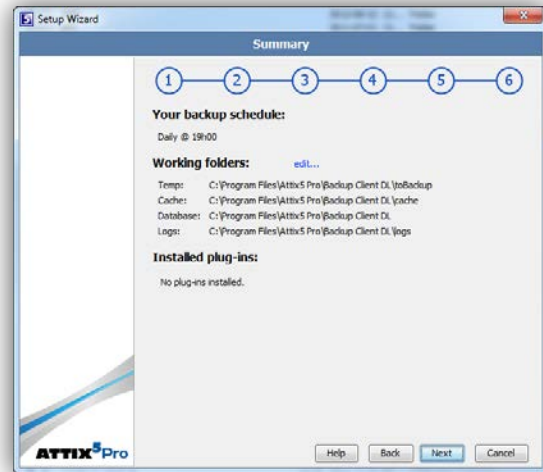 Setup Wizard
Summary
1 2 3 4 5 6
Your backup schedule:
Daily @ 19h00
Working folders: edit...
Temp: C:\Program Files\Attix5 Pro\Backup Client DL\toBackup
Cache: C:\Program Files\Attix5 Pro\Backup Client DL\cache
Database: C:\Program Files\Attix5 Pro\Backup Client DL
Logs: C:\Program Files\Attix5 Pro\Backup Client DL\logs
Installed plug-ins:
No plug-ins installed.
ATTIX5Pro
Help Back Next Cancel